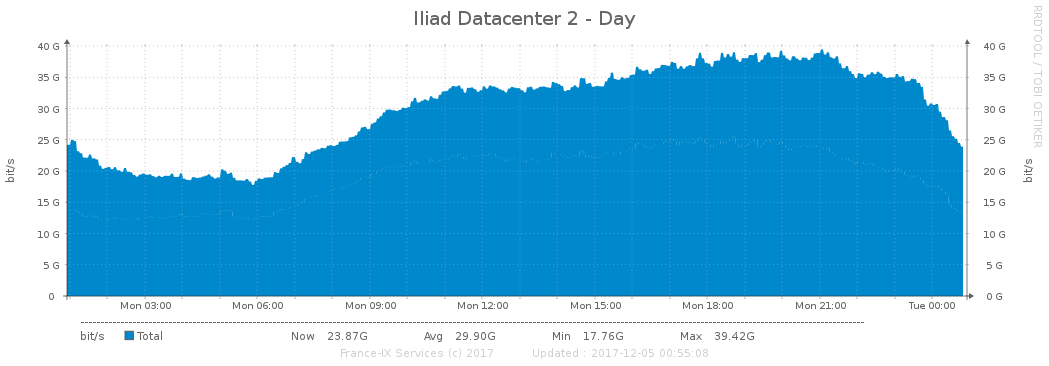 Iliad Datacenter 2 - Day
RRDTOOL / TOBI OETIKER
bit/s
bit/s
40 G 40 G
35 G 35 G
30 G 30 G
25 G 25 G
20 G 20 G
15 G 15 G
10 G 10 G
5 G 5 G
0 0 G
Mon 03:00 Mon 06:00 Mon 09:00 Mon 12:00 Mon 15:00 Mon 18:00 Mon 21:00 Tue 00:00
bit/s Total Now 23.87G Avg 29.90G Min 17.76G Max 39.42G
France-IX Services (c) 2017 Updated : 2017-12-05 00:55:08